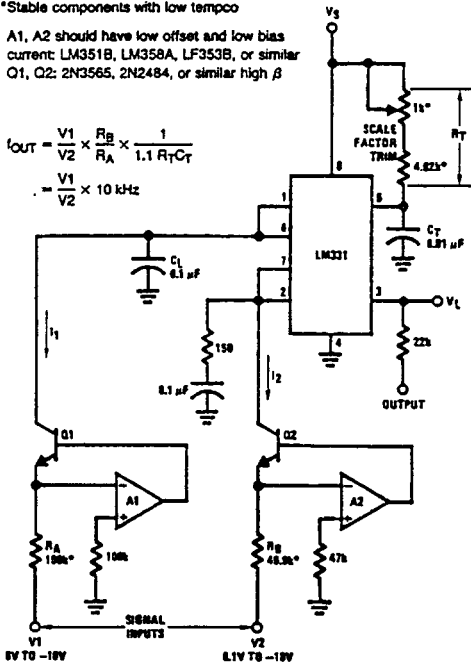 *Stable components with low tempco
A1, A2 should have low offset and low bias
current: LM351B, LM358A, LF353B, or similar
Q1, Q2: 2N3565, 2N2484, or similar high β
fOUT = V1/V2 × RB/RA × 1/1.1 RTCT
= V1/V2 × 10 kHz
VS
1k*
SCALE
FACTOR
TRIM
RT
4.82k*
8
1
6
7
2
LM331
5
3
4
CT
0.01 µF
CL
0.1 µF
VL
22k
OUTPUT
150
0.1 µF
I1
I2
Q1
Q2
A1
A2
RA
100k
RB
47k
SIGNAL
INPUTS
V1
0V TO –10V
V2
0.1V TO –10V